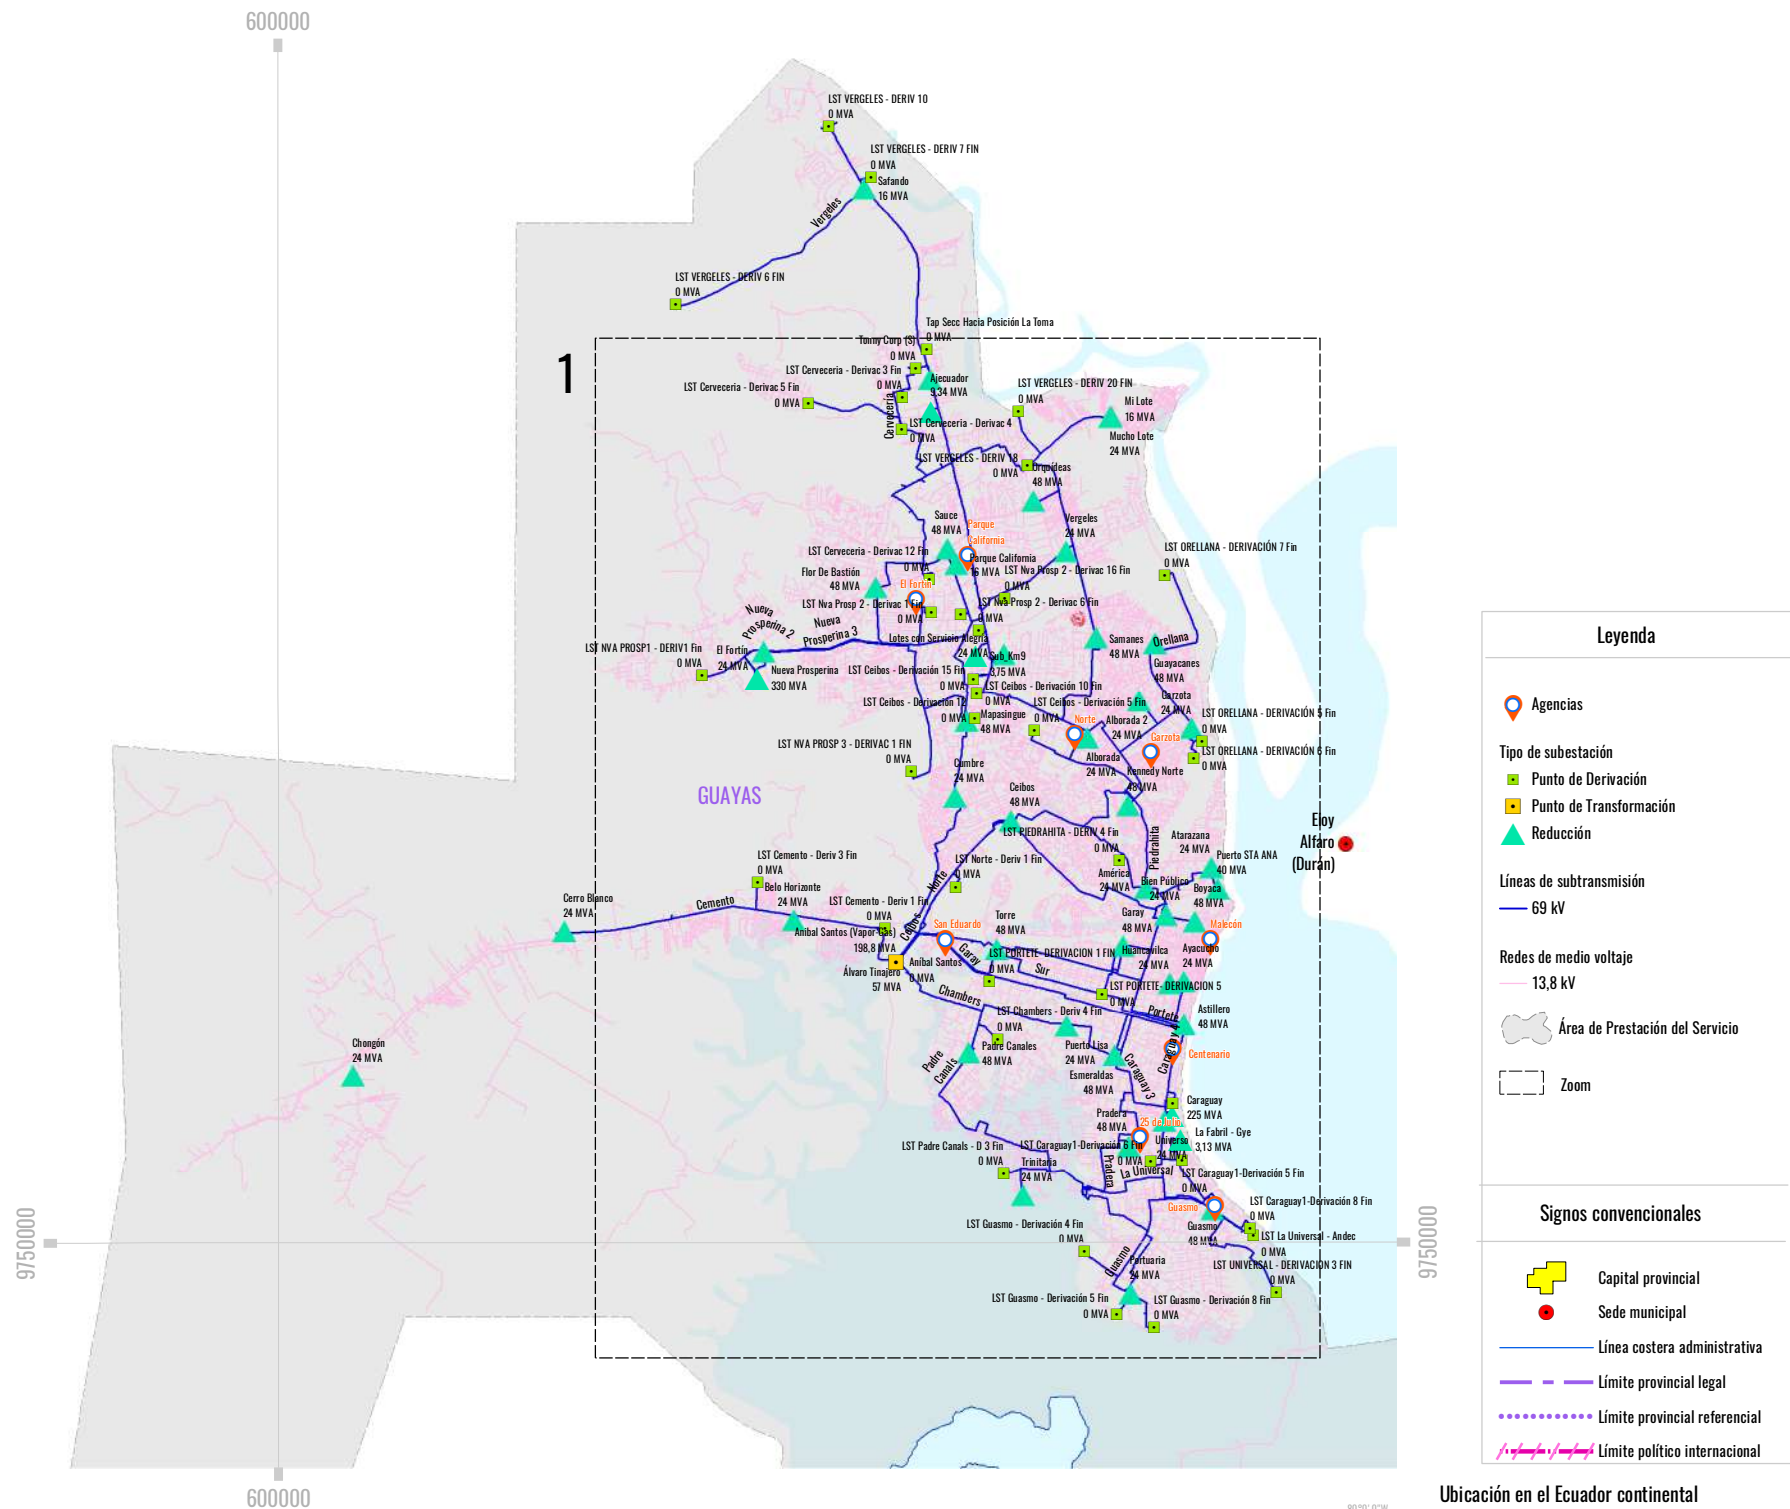 600000
LST VERGELES - DERIV 10
0 MVA
LST VERGELES - DERIV 7 FIN
0 MVA
Safando
16 MVA
Vergeles
LST VERGELES - DERIV 6 FIN
0 MVA
1
Tap Secc Hacia Posición La Toma
0 MVA
Tonny Corp (S)
0 MVA
LST Cerveceria - Derivac 3 Fin
0 MVA
Ajecuador
9,34 MVA
LST Cerveceria - Derivac 5 Fin
0 MVA
Cervecería
LST Cerveceria - Derivac 4
0 MVA
LST VERGELES - DERIV 20 FIN
0 MVA
Mi Lote
16 MVA
Mucho Lote
24 MVA
LST VERGELES - DERIV 18
0 MVA
Orquídeas
48 MVA
Sauce
48 MVA
Parque
California
Vergeles
24 MVA
LST Cerveceria - Derivac 12 Fin
0 MVA
Parque California
16 MVA
LST ORELLANA - DERIVACIÓN 7 Fin
0 MVA
Flor De Bastión
48 MVA
LST Nva Prosp 2 - Derivac 16 Fin
0 MVA
El Fortín
LST Nva Prosp 2 - Derivac 1 Fin
0 MVA
LST Nva Prosp 2 - Derivac 6 Fin
0 MVA
Nueva
Prosperina 2
Nueva
Prosperina 3
Lotes con Servicio Alegría
24 MVA
Sub_Km9
3,75 MVA
Samanes
48 MVA
Orellana
Guayacanes
48 MVA
LST NVA PROSP1 - DERIV1 Fin
0 MVA
El Fortín
24 MVA
Nueva Prosperina
330 MVA
LST Ceibos - Derivación 15 Fin
0 MVA
LST Ceibos - Derivación 10 Fin
0 MVA
LST Ceibos - Derivación 12
0 MVA
LST Ceibos - Derivación 5 Fin
0 MVA
Garzota
24 MVA
Mapasingue
48 MVA
Norte
Alborada 2
24 MVA
LST ORELLANA - DERIVACIÓN 5 Fin
0 MVA
LST ORELLANA - DERIVACIÓN 6 Fin
0 MVA
LST NVA PROSP 3 - DERIVAC 1 FIN
0 MVA
Garzota
Alborada
24 MVA
Cumbre
24 MVA
Kennedy Norte
48 MVA
GUAYAS
Ceibos
48 MVA
Eloy
Alfaro
(Durán)
LST PIEDRAHITA - DERIV 4 Fin
0 MVA
Piedrahita
Atarazana
24 MVA
LST Cemento - Deriv 3 Fin
0 MVA
LST Norte - Deriv 1 Fin
0 MVA
Puerto STA ANA
40 MVA
América
24 MVA
Bien Público
24 MVA
Boyaca
48 MVA
Norte
Belo Horizonte
24 MVA
Cerro Blanco
24 MVA
Cemento
LST Cemento - Deriv 1 Fin
0 MVA
Ceibos
San Eduardo
Torre
48 MVA
Garay
48 MVA
Malecón
Aníbal Santos (Vapor-Gas)
198,8 MVA
Garay
LST PORTETE- DERIVACION 1 FIN
0 MVA
Huancavilca
24 MVA
Ayacucho
24 MVA
Álvaro Tinajero
57 MVA
Aníbal Santos
0 MVA
Sur
LST PORTETE- DERIVACION 5
0 MVA
Chambers
Portete
LST Chambers - Deriv 4 Fin
0 MVA
Astillero
48 MVA
Chongón
24 MVA
Padre
Canals
Padre Canales
48 MVA
Puerto Lisa
24 MVA
Caraguay 4
Centenario
Esmeraldas
48 MVA
Caraguay 3
Caraguay
225 MVA
Pradera
48 MVA
25 de Julio
La Fabril - Gye
3,13 MVA
LST Padre Canals - D 3 Fin
0 MVA
LST Caraguay1-Derivación 6 Fin
0 MVA
Universo
24 MVA
Trinitaria
24 MVA
Pradera
La Universal
LST Caraguay1-Derivación 5 Fin
0 MVA
LST Caraguay1-Derivación 8 Fin
0 MVA
Guasmo
Guasmo
48 MVA
LST La Universal - Andec
0 MVA
LST Guasmo - Derivación 4 Fin
0 MVA
Guasmo
Portuaria
24 MVA
LST UNIVERSAL - DERIVACION 3 FIN
0 MVA
LST Guasmo - Derivación 5 Fin
0 MVA
LST Guasmo - Derivación 8 Fin
0 MVA
9750000
9750000
600000
Leyenda
Agencias
Tipo de subestación
Punto de Derivación
Punto de Transformación
Reducción
Líneas de subtransmisión
69 kV
Redes de medio voltaje
13,8 kV
Área de Prestación del Servicio
Zoom
Signos convencionales
Capital provincial
Sede municipal
Línea costera administrativa
Límite provincial legal
Límite provincial referencial
Límite político internacional
Ubicación en el Ecuador continental